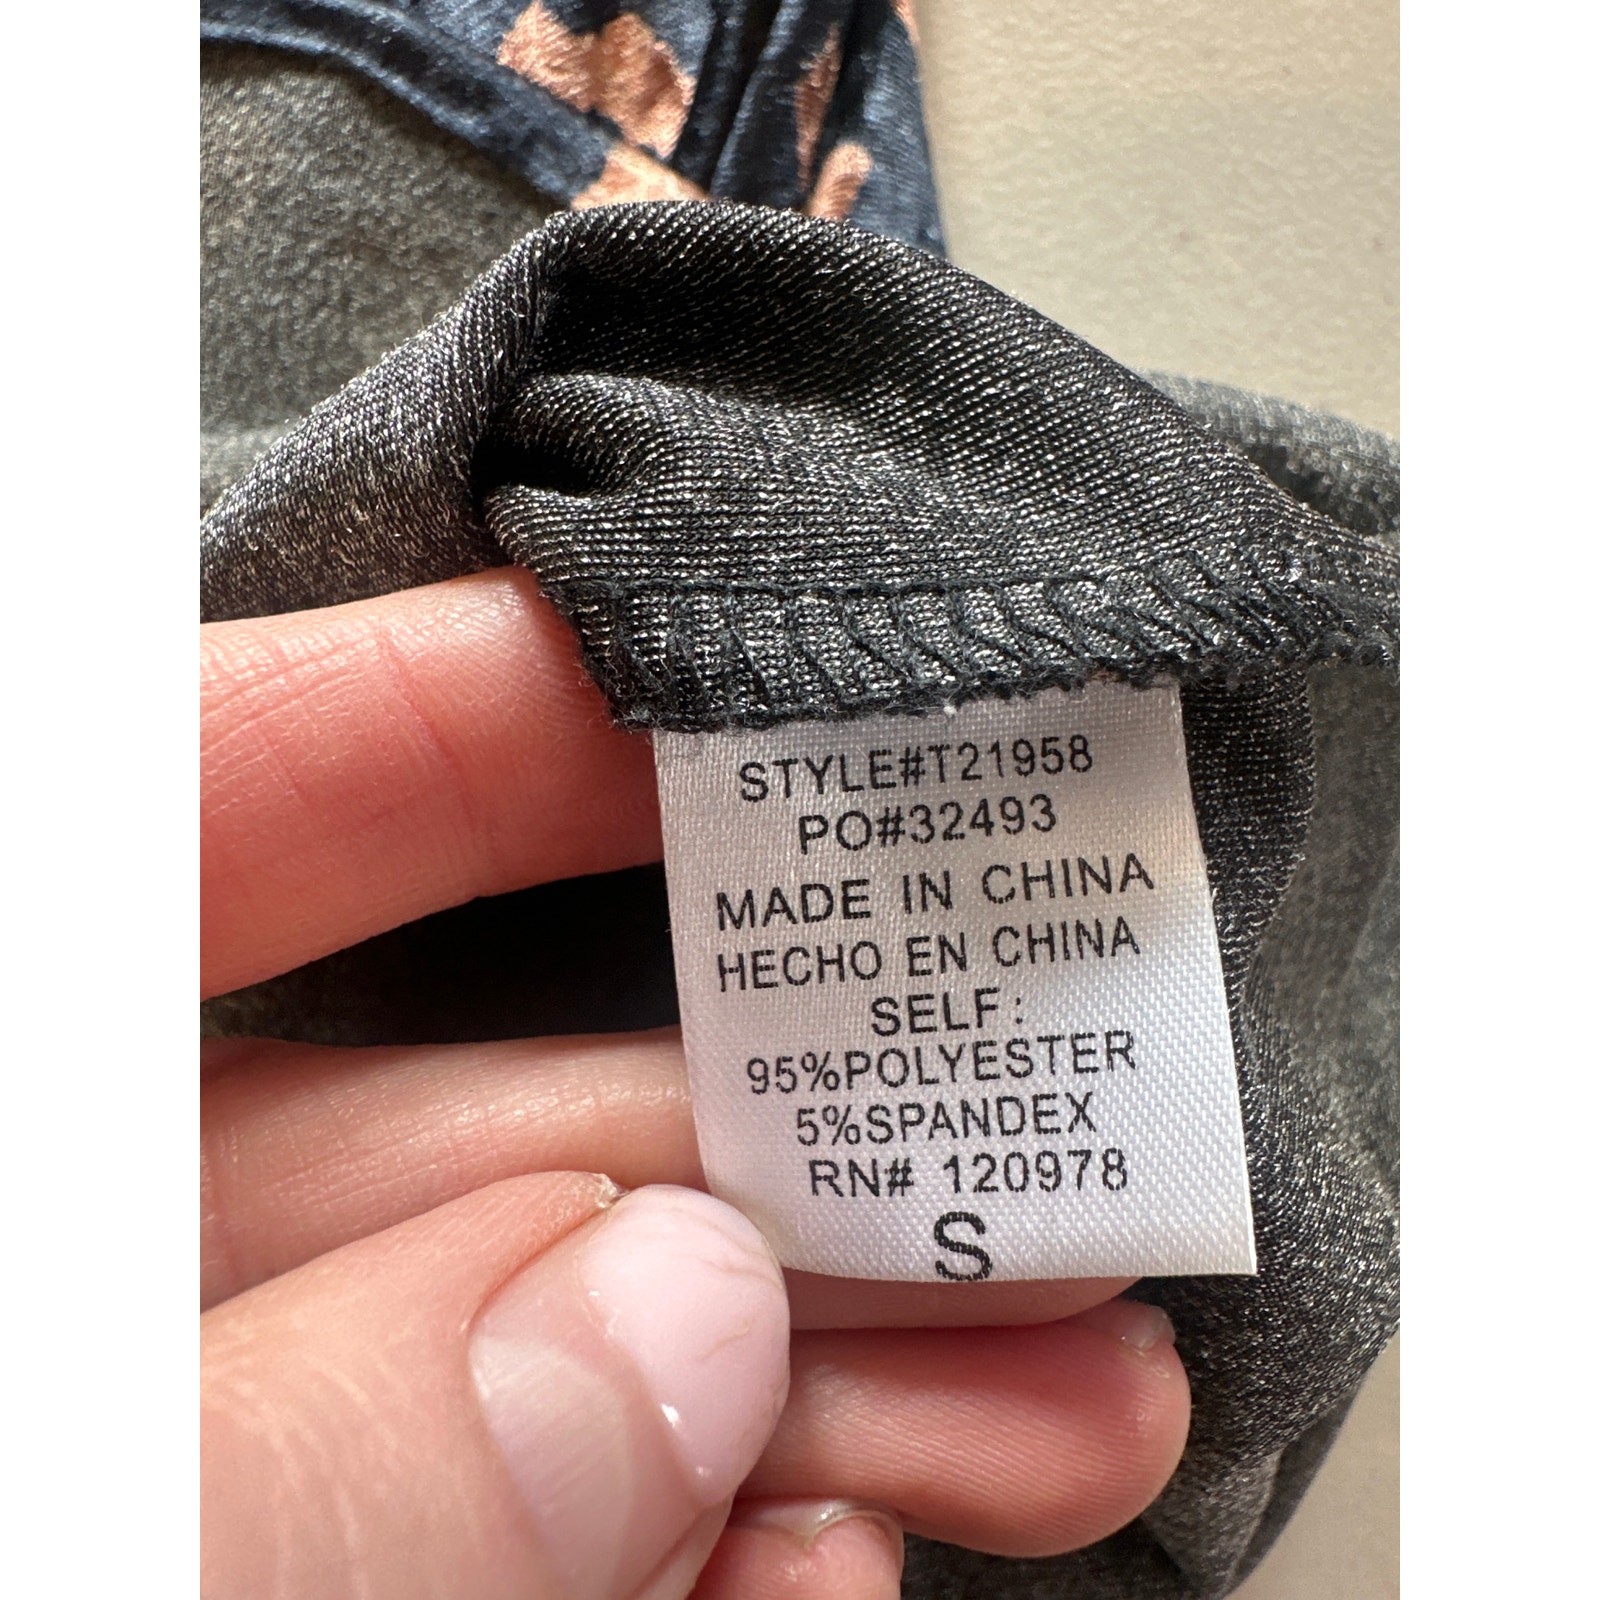 STYLE#T21958
PO#32493
MADE IN CHINA
HECHO EN CHINA
SELF:
95%POLYESTER
5%SPANDEX
RN# 120978
S